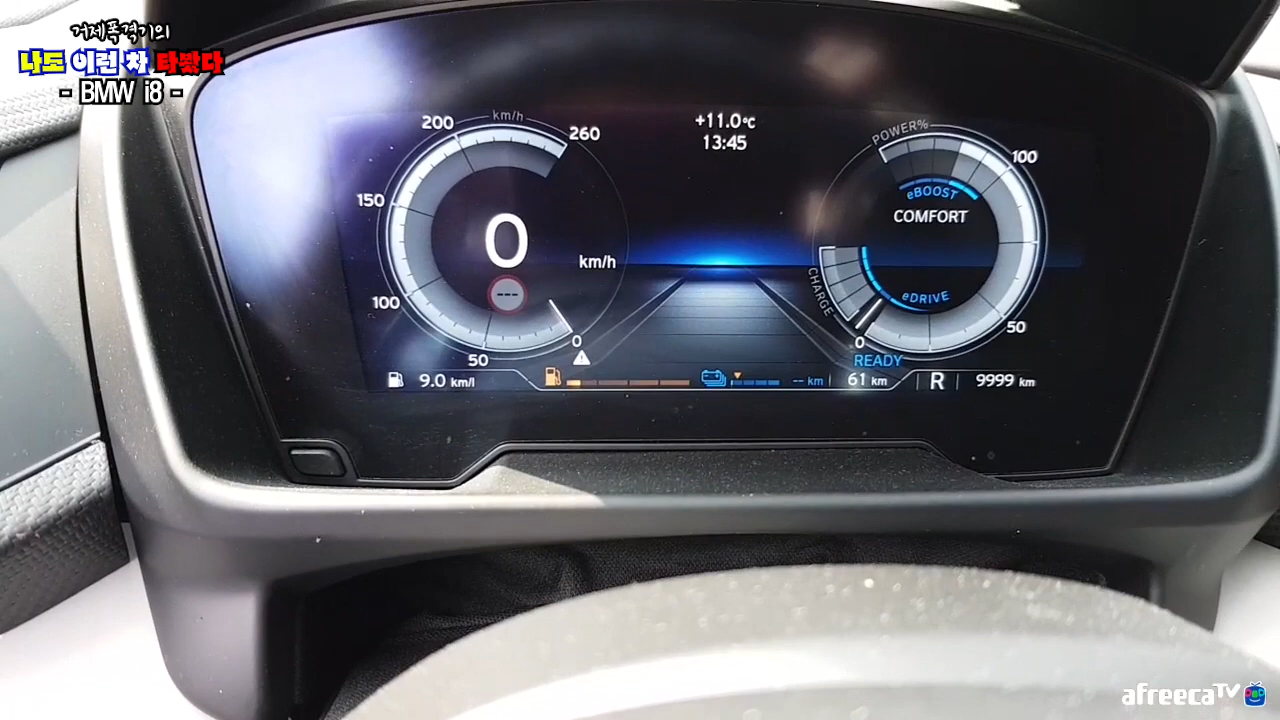 거제폭격기의
나도 이런 차 타봤다
- BMW i8 -
km/h
200
260
150
100
50
0
0
km/h
---
+11.0°C
13:45
POWER%
100
eBOOST
COMFORT
CHARGE
eDRIVE
50
0
READY
9.0 km/l
-- km
61 km
R
9999 km
afreecaTV